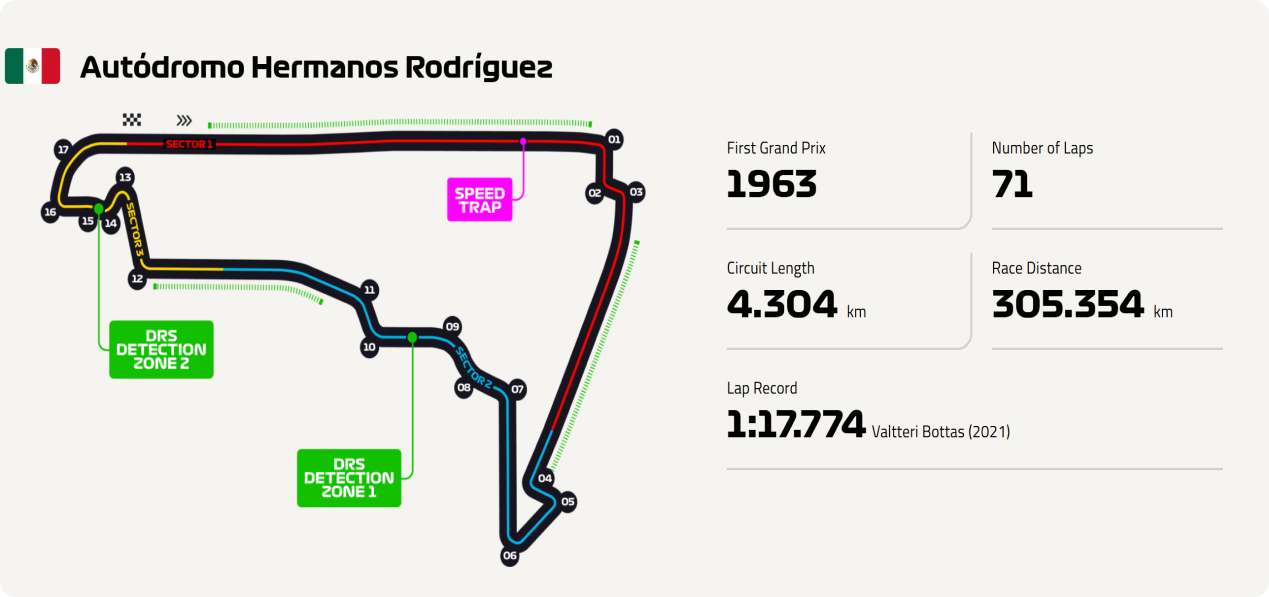 Autódromo Hermanos Rodríguez
SECTOR 1
01
17
SPEED
TRAP
13
02
03
16
15
14
SECTOR 3
12
11
DRS
DETECTION
ZONE 2
10
09
SECTOR 2
08
07
DRS
DETECTION
ZONE 1
04
05
06
First Grand Prix
1963
Number of Laps
71
Circuit Length
4.304 km
Race Distance
305.354 km
Lap Record
1:17.774 Valtteri Bottas (2021)